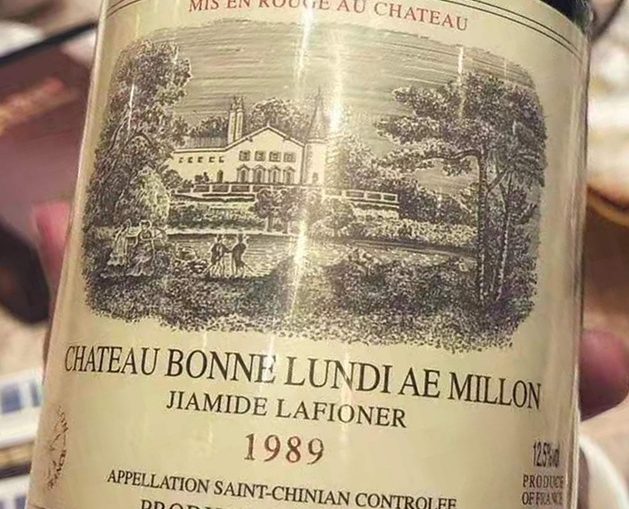 MIS EN ROUGE AU CHATEAU
CHATEAU BONNE LUNDI AE MILLON
JIAMIDE LAFIONER
1989
12.5%vol
APPELLATION SAINT-CHINIAN CONTROLEE
PRODUCE
OF FRANCE